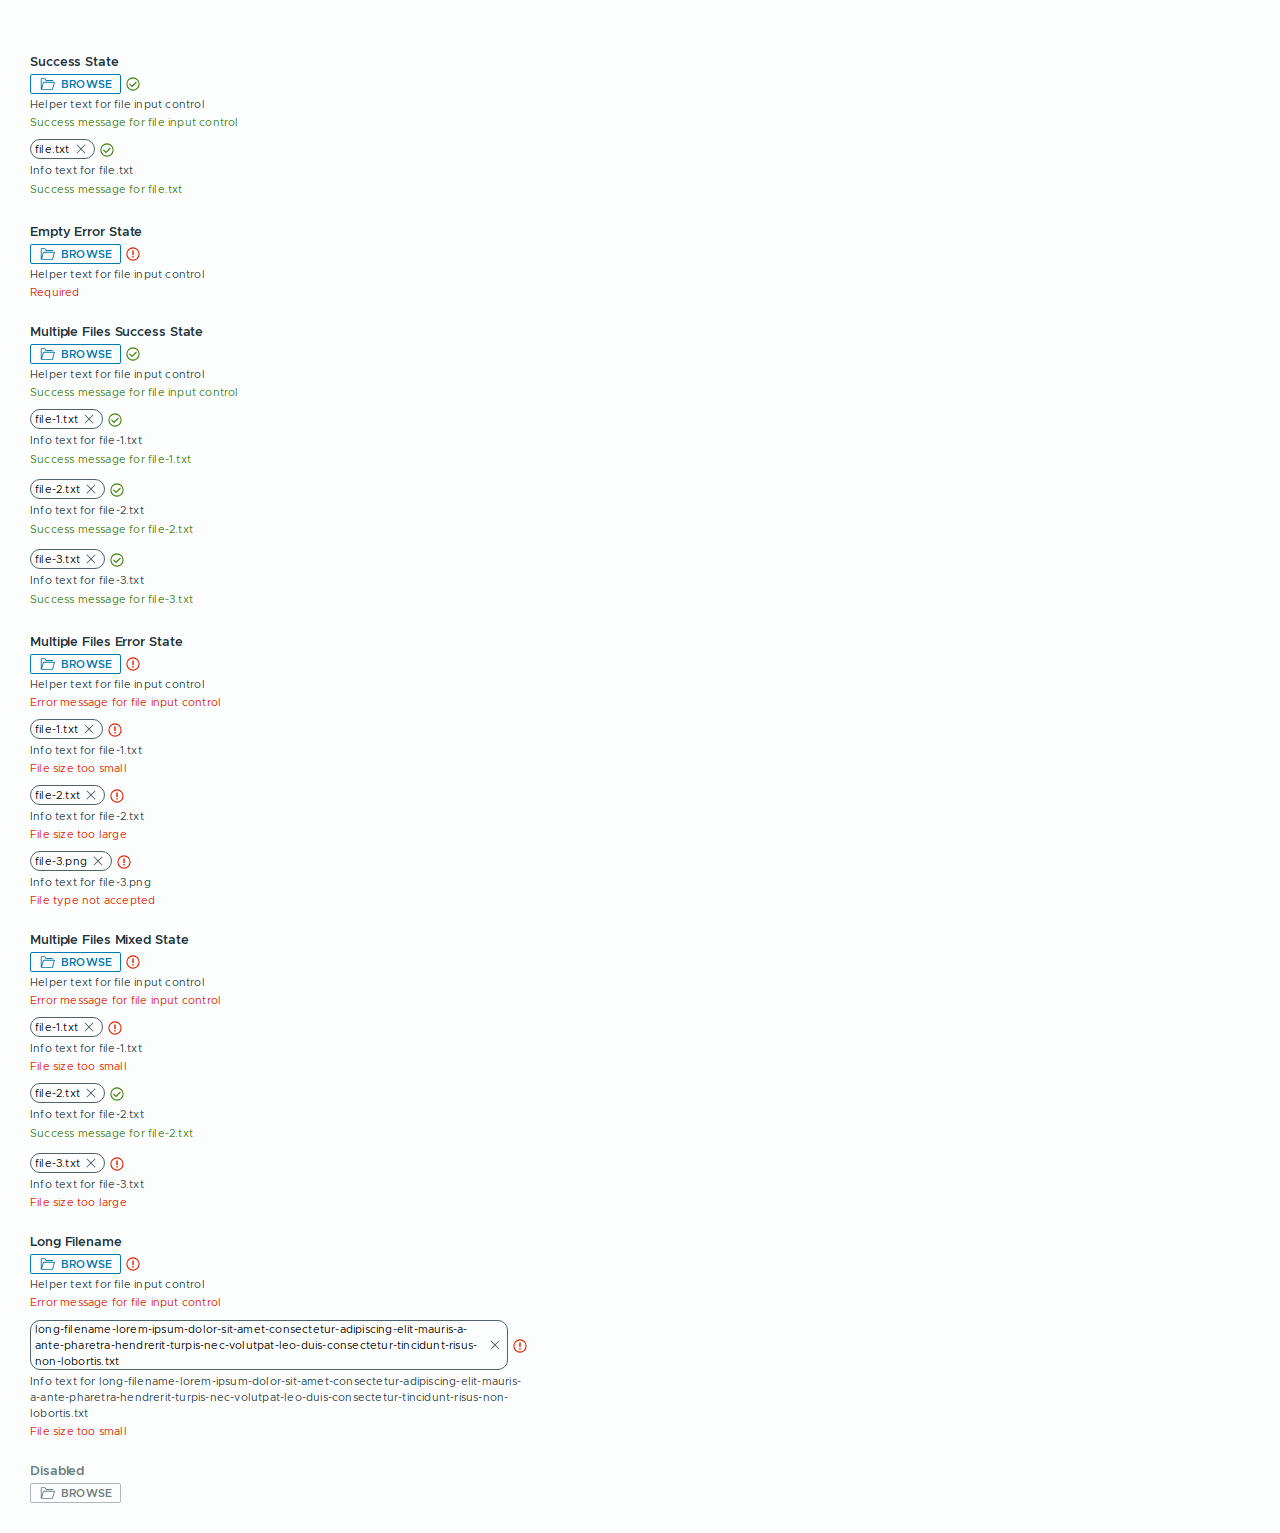 Success State
BROWSE
Helper text for file input control
Success message for file input control
file.txt
Info text for file.txt
Success message for file.txt
Empty Error State
BROWSE
Helper text for file input control
Required
Multiple Files Success State
BROWSE
Helper text for file input control
Success message for file input control
file-1.txt
Info text for file-1.txt
Success message for file-1.txt
file-2.txt
Info text for file-2.txt
Success message for file-2.txt
file-3.txt
Info text for file-3.txt
Success message for file-3.txt
Multiple Files Error State
BROWSE
Helper text for file input control
Error message for file input control
file-1.txt
Info text for file-1.txt
File size too small
file-2.txt
Info text for file-2.txt
File size too large
file-3.png
Info text for file-3.png
File type not accepted
Multiple Files Mixed State
BROWSE
Helper text for file input control
Error message for file input control
file-1.txt
Info text for file-1.txt
File size too small
file-2.txt
Info text for file-2.txt
Success message for file-2.txt
file-3.txt
Info text for file-3.txt
File size too large
Long Filename
BROWSE
Helper text for file input control
Error message for file input control
long-filename-lorem-ipsum-dolor-sit-amet-consectetur-adipiscing-elit-mauris-a-
ante-pharetra-hendrerit-turpis-nec-volutpat-leo-duis-consectetur-tincidunt-risus-
non-lobortis.txt
Info text for long-filename-lorem-ipsum-dolor-sit-amet-consectetur-adipiscing-elit-mauris-
a-ante-pharetra-hendrerit-turpis-nec-volutpat-leo-duis-consectetur-tincidunt-risus-non-
lobortis.txt
File size too small
Disabled
BROWSE